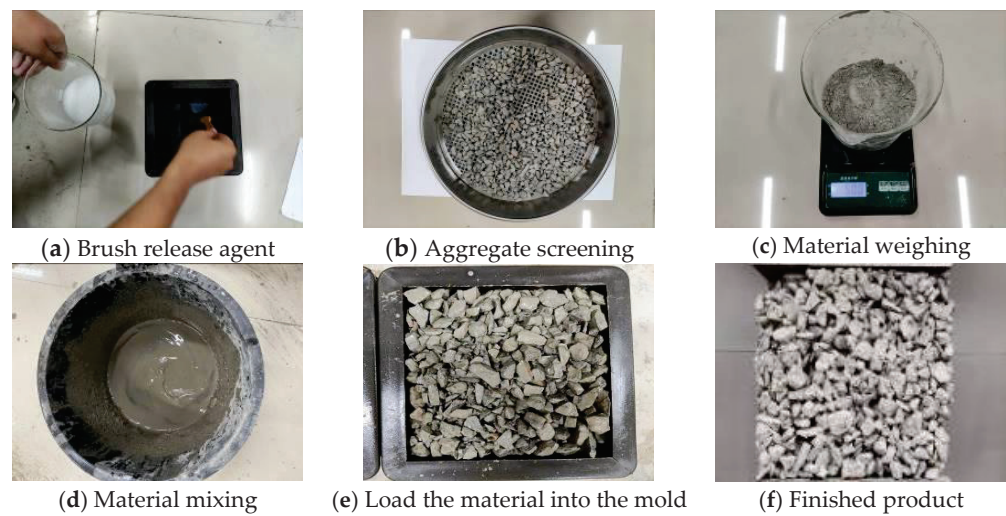 (a) Brush release agent
(b) Aggregate screening
(c) Material weighing
(d) Material mixing
(e) Load the material into the mold
(f) Finished product